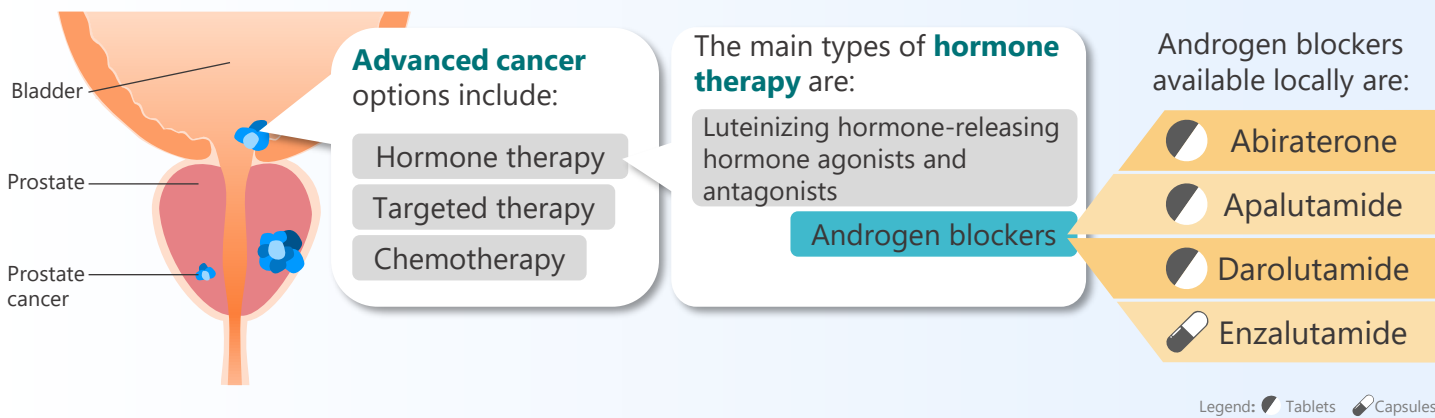 Bladder
Prostate
Prostate
cancer
Advanced cancer
options include:
Hormone therapy
Targeted therapy
Chemotherapy
The main types of hormone
therapy are:
Luteinizing hormone-releasing
hormone agonists and
antagonists
Androgen blockers
Androgen blockers
available locally are:
Abiraterone
Apalutamide
Darolutamide
Enzalutamide
Legend: Tablets Capsules